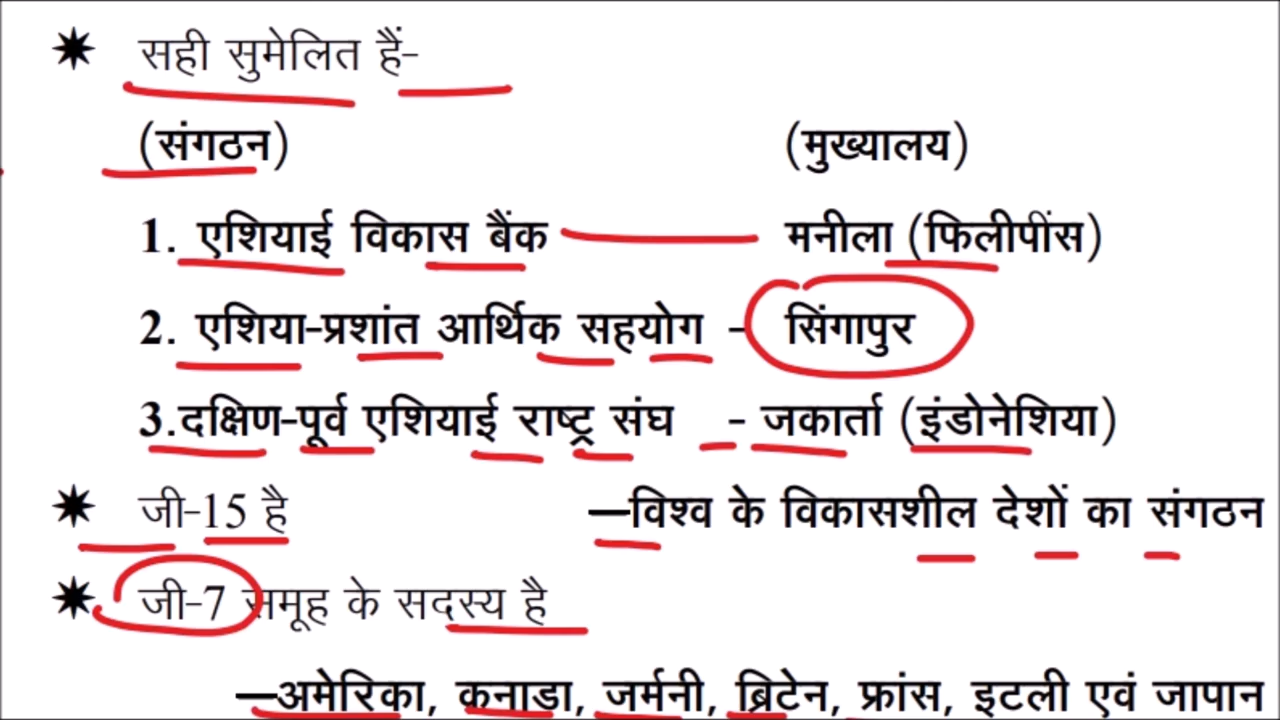 ✷ सही सुमेलित हैं-
(संगठन) (मुख्यालय)
1. एशियाई विकास बैंक मनीला (फिलीपींस)
2. एशिया-प्रशांत आर्थिक सहयोग - सिंगापुर
3.दक्षिण-पूर्व एशियाई राष्ट्र संघ - जकार्ता (इंडोनेशिया)
✷ जी-15 है —विश्व के विकासशील देशों का संगठन
✷ जी-7 समूह के सदस्य है
—अमेरिका, कनाडा, जर्मनी, ब्रिटेन, फ्रांस, इटली एवं जापान